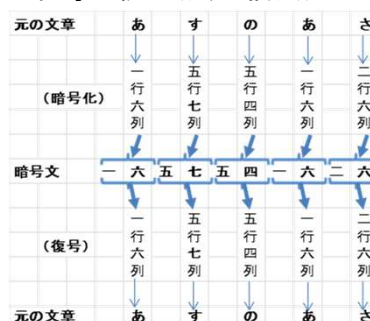 元の文章 あ す の あ さ
(暗号化) 一行六列 五行七列 五行四列 一行六列 二行六列
暗号文 一 六 五 七 五 四 一 六 二 六
(復号) 一行六列 五行七列 五行四列 一行六列 二行六列
元の文章 あ す の あ さ